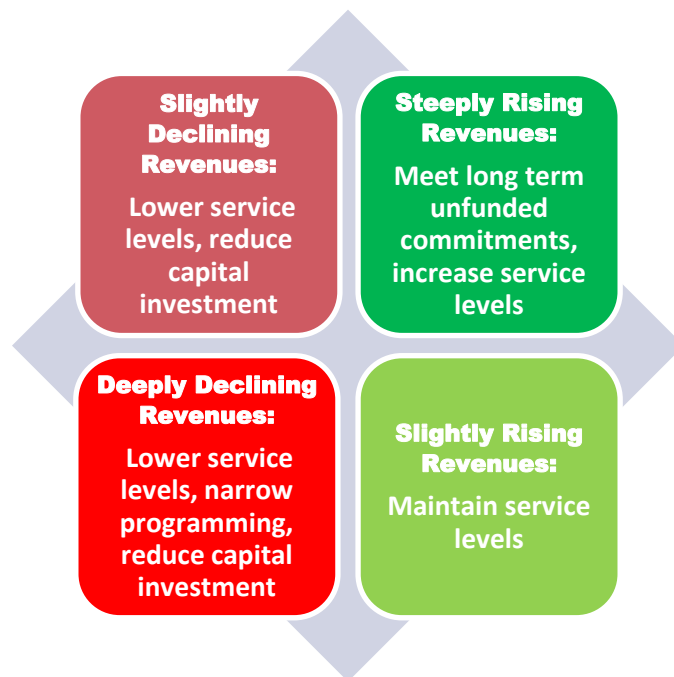 Slightly
Declining
Revenues:
Lower service
levels, reduce
capital
investment
Steeply Rising
Revenues:
Meet long term
unfunded
commitments,
increase service
levels
Deeply Declining
Revenues:
Lower service
levels, narrow
programming,
reduce capital
investment
Slightly Rising
Revenues:
Maintain service
levels